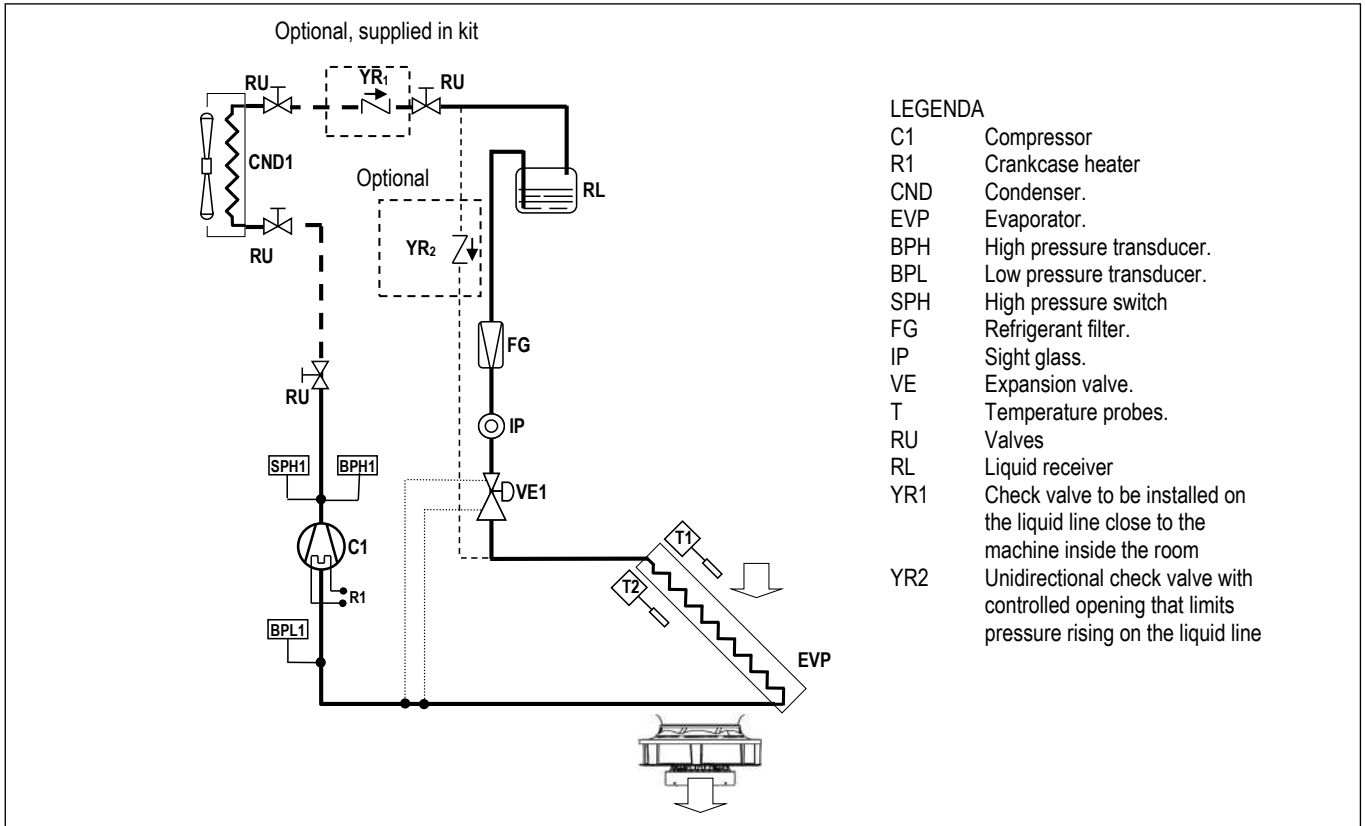 Optional, supplied in kit
RU
YR1
RU
CND1
Optional
RL
YR2
RU
FG
RU
IP
SPH1
BPH1
VE1
C1
T1
R1
T2
BPL1
EVP
LEGENDA
C1 Compressor
R1 Crankcase heater
CND Condenser.
EVP Evaporator.
BPH High pressure transducer.
BPL Low pressure transducer.
SPH High pressure switch
FG Refrigerant filter.
IP Sight glass.
VE Expansion valve.
T Temperature probes.
RU Valves
RL Liquid receiver
YR1 Check valve to be installed on
the liquid line close to the
machine inside the room
YR2 Unidirectional check valve with
controlled opening that limits
pressure rising on the liquid line